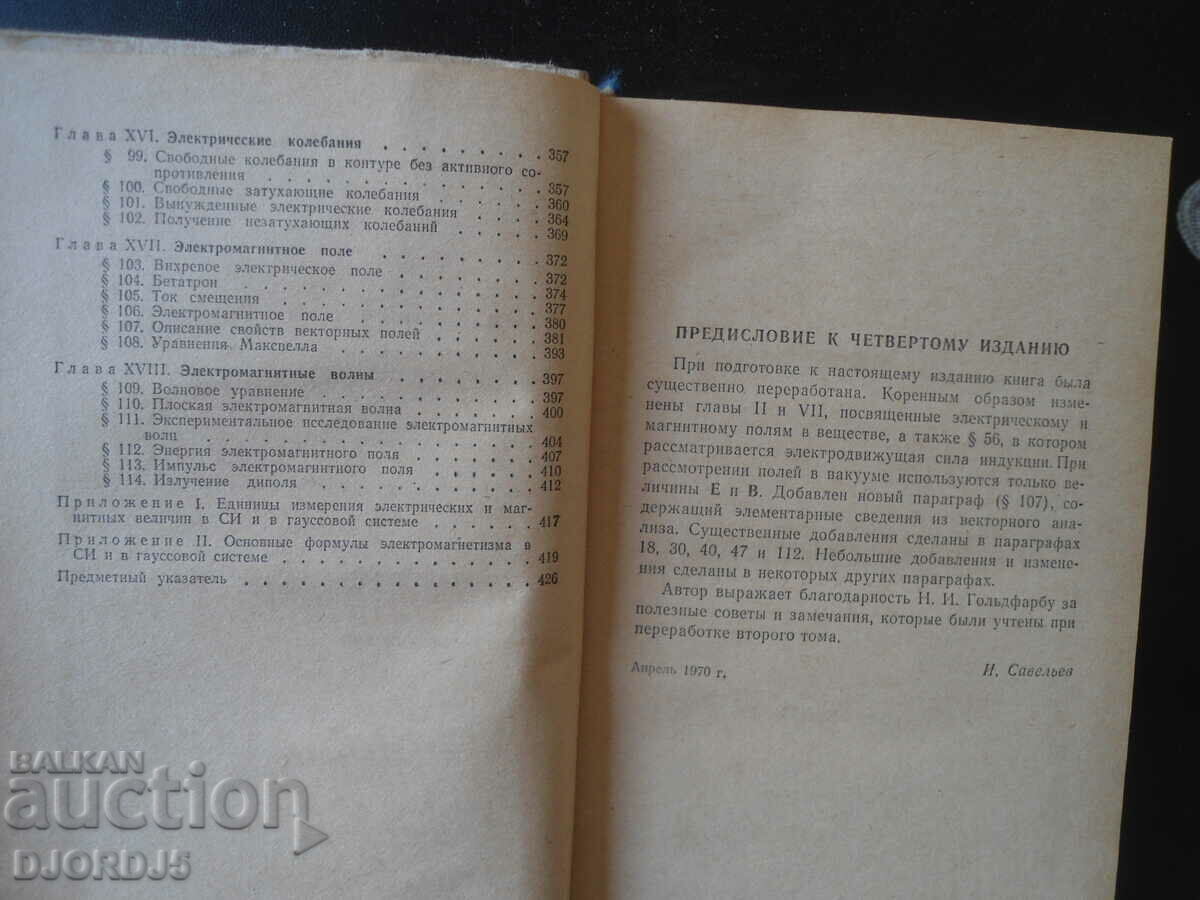 Глава XVI. Электрические колебания . . . . . . . . . 357
§ 99. Свободные колебания в контуре без активного со-
противления . . . . . . . . . . . . 357
§ 100. Свободные затухающие колебания . . . . . . . 360
§ 101. Вынужденные электрические колебания . . . . . 364
§ 102. Получение незатухающих колебаний . . . . . . 369
Глава XVII. Электромагнитное поле . . . . . . . . . 372
§ 103. Вихревое электрическое поле . . . . . . . . 372
§ 104. Бетатрон . . . . . . . . . . . . . 374
§ 105. Ток смещения . . . . . . . . . . . . 377
§ 106. Электромагнитное поле . . . . . . . . . . 380
§ 107. Описание свойств векторных полей . . . . . . 381
§ 108. Уравнения Максвелла . . . . . . . . . . 393
Глава XVIII. Электромагнитные волны . . . . . . . . 397
§ 109. Волновое уравнение . . . . . . . . . . . 397
§ 110. Плоская электромагнитная волна . . . . . . . 400
§ 111. Экспериментальное исследование электромагнитных
волн . . . . . . . . . . . . . . . 404
§ 112. Энергия электромагнитного поля . . . . . . . 407
§ 113. Импульс электромагнитного поля . . . . . . . 410
§ 114. Излучение диполя . . . . . . . . . . . 412
Приложение I. Единицы измерения электрических и маг-
нитных величин в СИ и в гауссовой системе . . . . . . 417
Приложение II. Основные формулы электромагнетизма в
СИ и в гауссовой системе . . . . . . . . . . . . 419
Предметный указатель . . . . . . . . . . . . . 426
ПРЕДИСЛОВИЕ К ЧЕТВЕРТОМУ ИЗДАНИЮ
При подготовке к настоящему изданию книга была
существенно переработана. Коренным образом изме-
нены главы II и VII, посвященные электрическому и
магнитному полям в веществе, а также § 56, в котором
рассматривается электродвижущая сила индукции. При
рассмотрении полей в вакууме используются только ве-
личины E и B. Добавлен новый параграф (§ 107), со-
держащий элементарные сведения из векторного ана-
лиза. Существенные добавления сделаны в параграфах
18, 30, 40, 47 и 112. Небольшие добавления и измене-
ния сделаны в некоторых других параграфах.
Автор выражает благодарность Н. И. Гольдфарбу за
полезные советы и замечания, которые были учтены при
переработке второго тома.
Апрель 1970 г. И. Савельев
BALKAN
auction
DJORDJ5